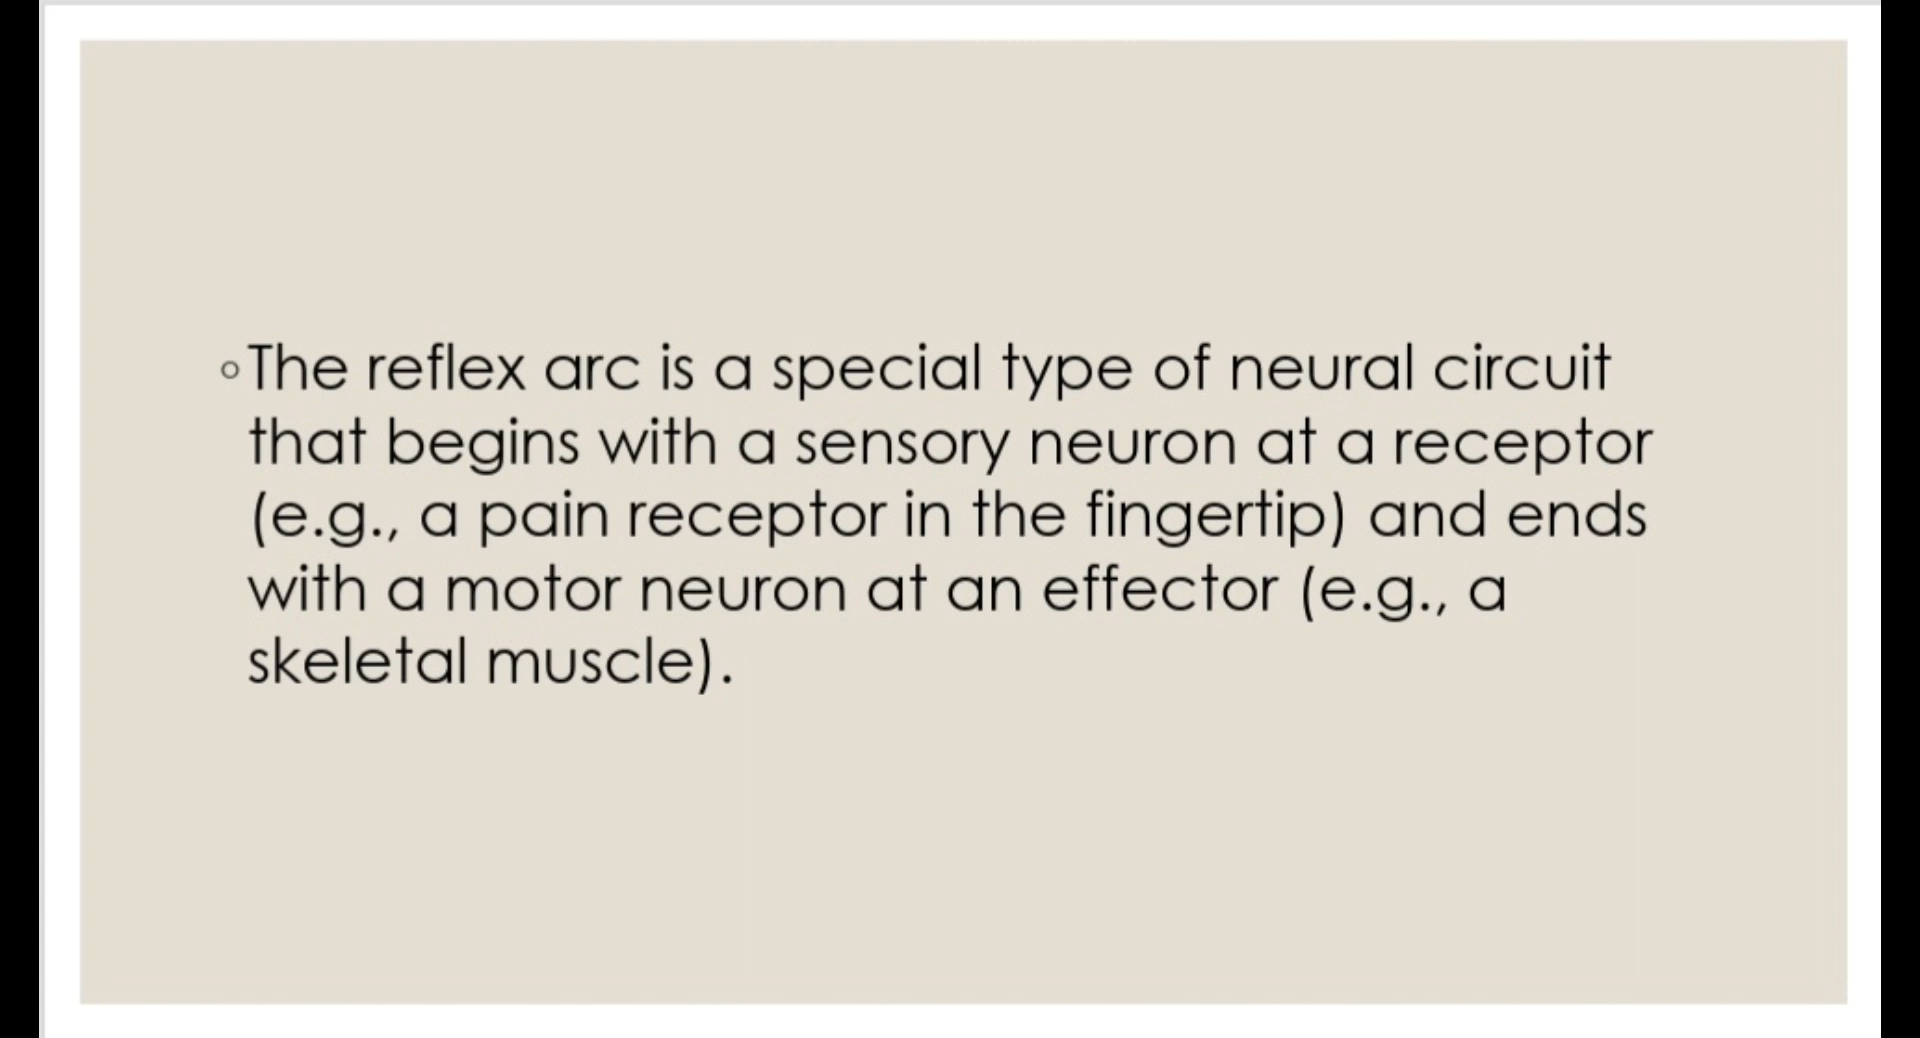 ◦The reflex arc is a special type of neural circuit
that begins with a sensory neuron at a receptor
(e.g., a pain receptor in the fingertip) and ends
with a motor neuron at an effector (e.g., a
skeletal muscle).